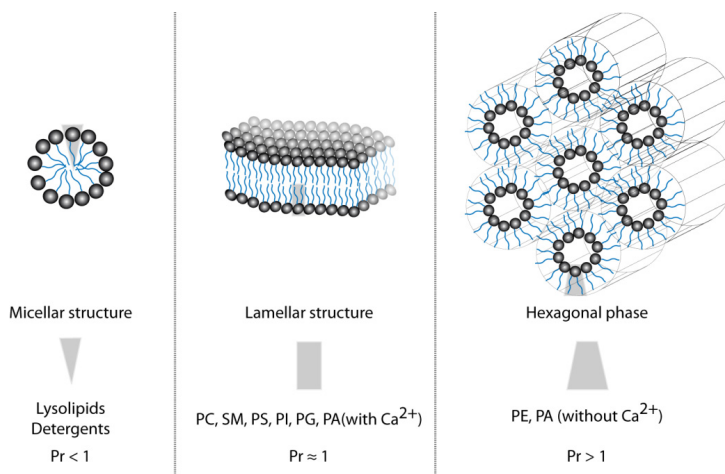 Micellar structure
Lysolipids
Detergents
Pr < 1
Lamellar structure
PC, SM, PS, PI, PG, PA(with Ca²⁺)
Pr ≈ 1
Hexagonal phase
PE, PA (without Ca²⁺)
Pr > 1